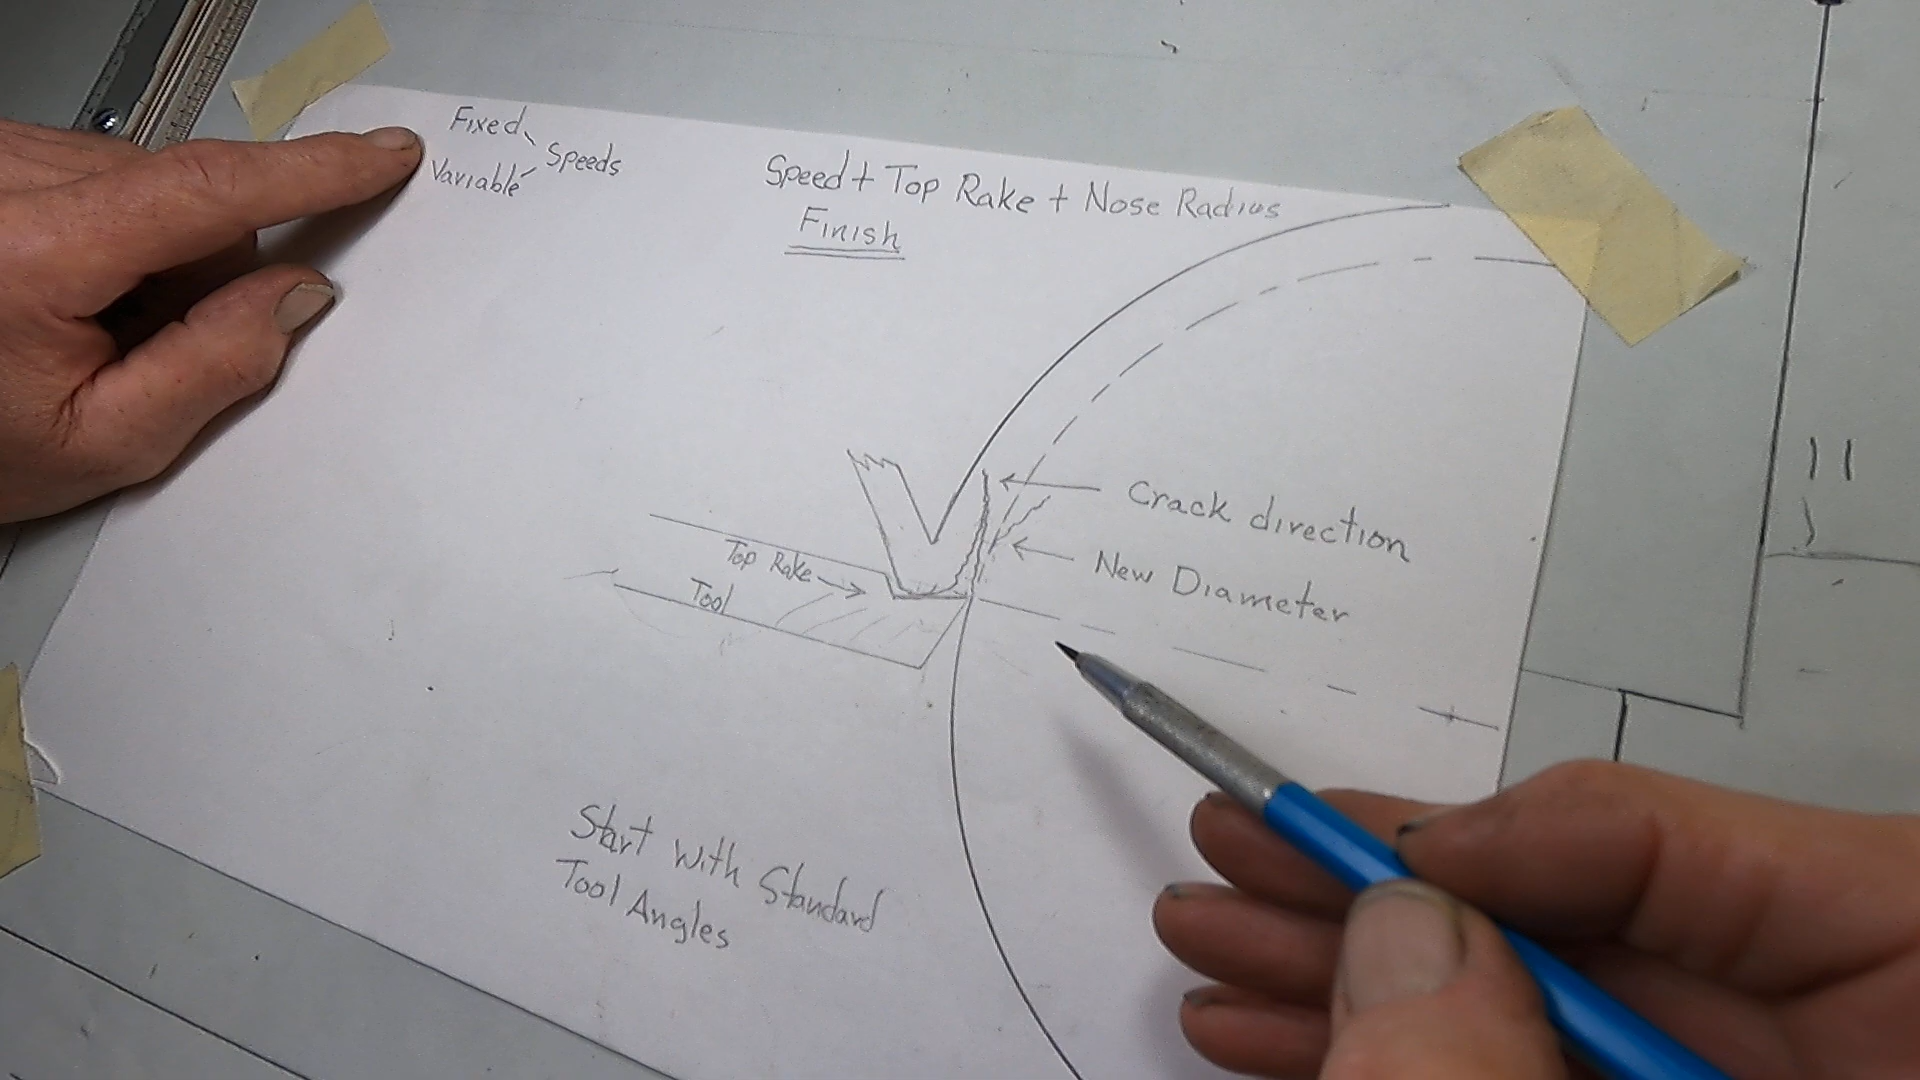 Fixed
Variable
Speeds
Speed + Top Rake + Nose Radius
Finish
Crack direction
New Diameter
Top Rake
Tool
Start with Standard
Tool Angles